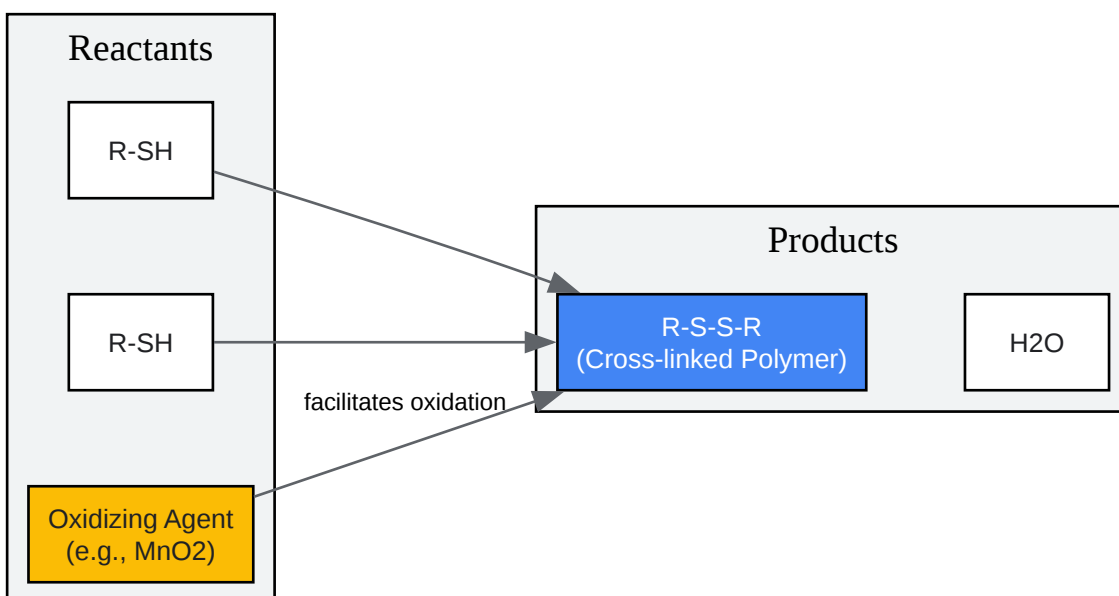 Reactants
R-SH
R-SH
Oxidizing Agent
(e.g., MnO2)
facilitates oxidation
Products
R-S-S-R
(Cross-linked Polymer)
H2O